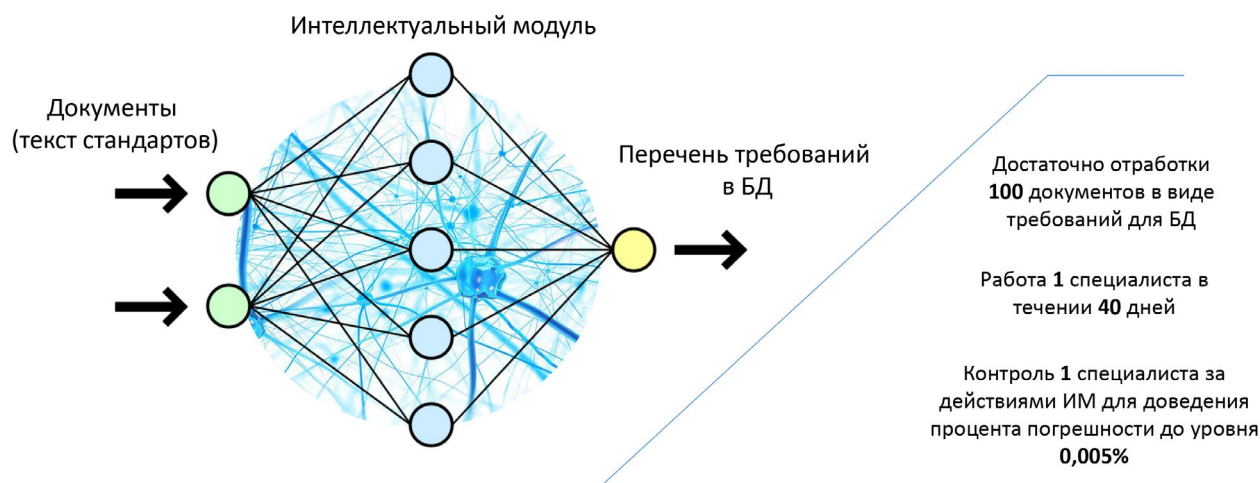 Интеллектуальный модуль
Документы
(текст стандартов)
Перечень требований
в БД
Достаточно отработки
100 документов в виде
требований для БД
Работа 1 специалиста в
течении 40 дней
Контроль 1 специалиста за
действиями ИМ для доведения
процента погрешности до уровня
0,005%